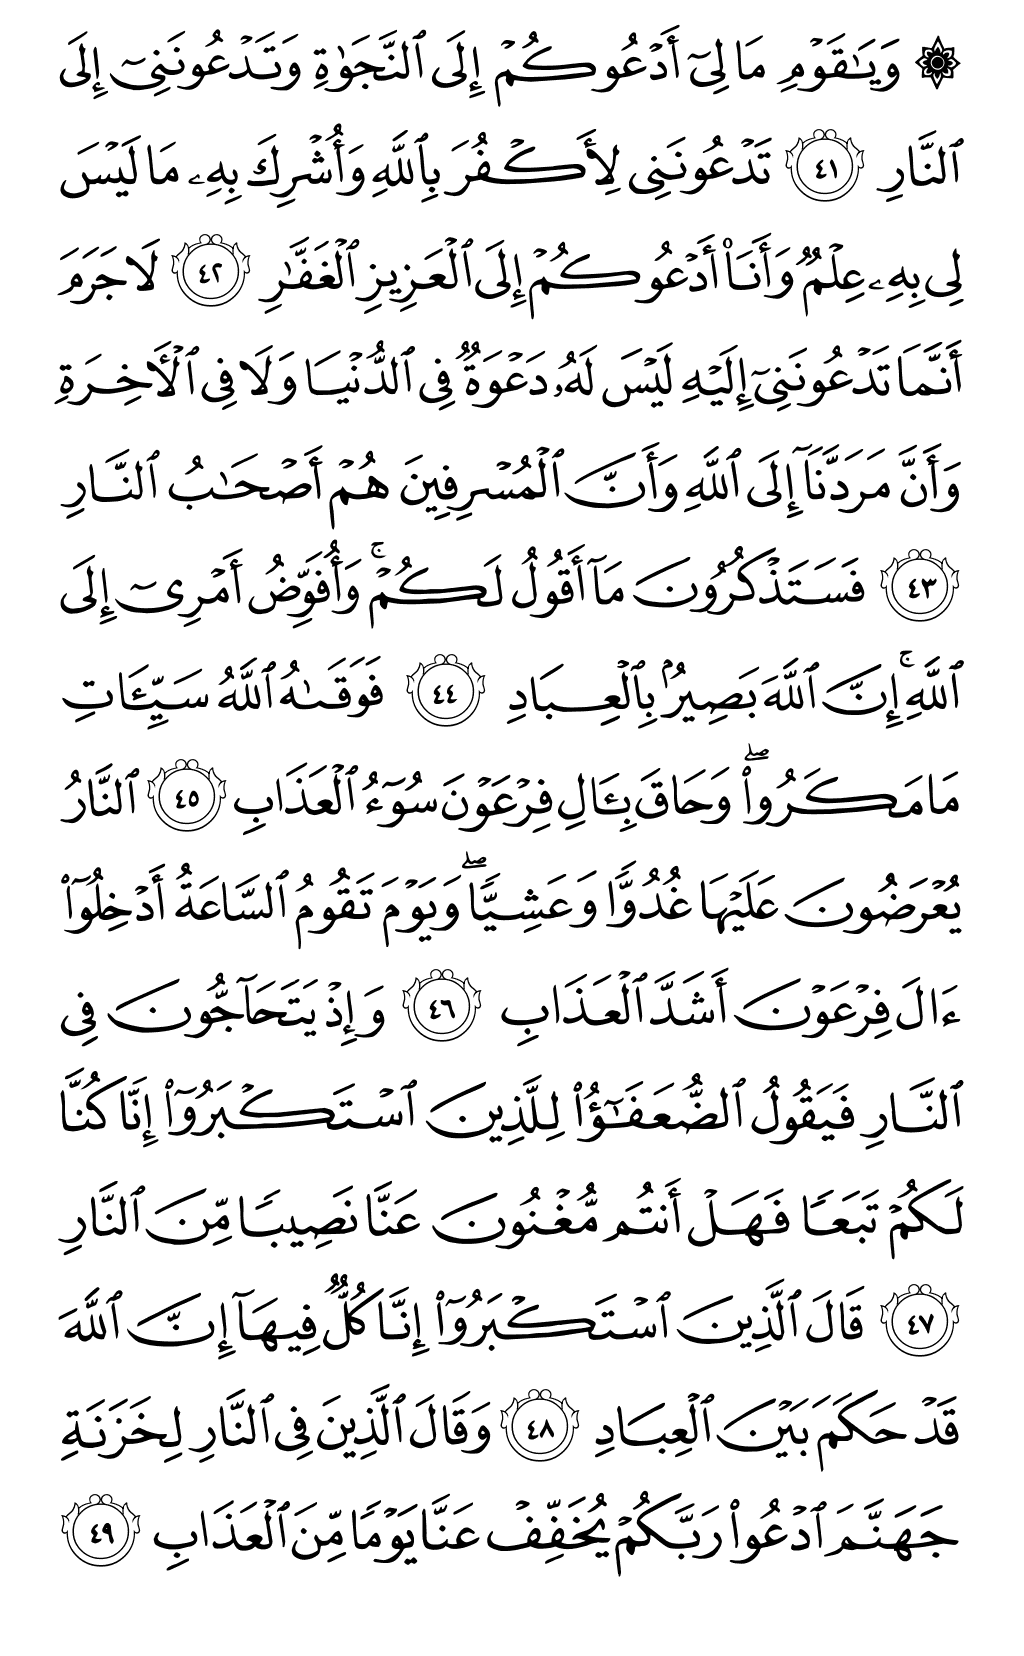 ۞ وَيَـٰقَوْمِ مَا لِىٓ أَدْعُوكُمْ إِلَى ٱلنَّجَوٰةِ وَتَدْعُونَنِىٓ إِلَى
ٱلنَّارِ ٤١ تَدْعُونَنِى لِأَكْفُرَ بِٱللَّهِ وَأُشْرِكَ بِهِۦ مَا لَيْسَ
لِى بِهِۦ عِلْمٌ وَأَنَا۠ أَدْعُوكُمْ إِلَى ٱلْعَزِيزِ ٱلْغَفَّـٰرِ ٤٢ لَا جَرَمَ
أَنَّمَا تَدْعُونَنِىٓ إِلَيْهِ لَيْسَ لَهُۥ دَعْوَةٌ فِى ٱلدُّنْيَا وَلَا فِى ٱلْـَٔاخِرَةِ
وَأَنَّ مَرَدَّنَآ إِلَى ٱللَّهِ وَأَنَّ ٱلْمُسْرِفِينَ هُمْ أَصْحَـٰبُ ٱلنَّارِ
٤٣ فَسَتَذْكُرُونَ مَآ أَقُولُ لَكُمْ ۚ وَأُفَوِّضُ أَمْرِىٓ إِلَى
ٱللَّهِ ۚ إِنَّ ٱللَّهَ بَصِيرٌۢ بِٱلْعِبَادِ ٤٤ فَوَقَىٰهُ ٱللَّهُ سَيِّـَٔاتِ
مَا مَكَرُوا۟ ۖ وَحَاقَ بِـَٔالِ فِرْعَوْنَ سُوٓءُ ٱلْعَذَابِ ٤٥ ٱلنَّارُ
يُعْرَضُونَ عَلَيْهَا غُدُوًّا وَعَشِيًّا ۖ وَيَوْمَ تَقُومُ ٱلسَّاعَةُ أَدْخِلُوٓا۟
ءَالَ فِرْعَوْنَ أَشَدَّ ٱلْعَذَابِ ٤٦ وَإِذْ يَتَحَآجُّونَ فِى
ٱلنَّارِ فَيَقُولُ ٱلضُّعَفَـٰٓؤُا۟ لِلَّذِينَ ٱسْتَكْبَرُوٓا۟ إِنَّا كُنَّا
لَكُمْ تَبَعًا فَهَلْ أَنتُم مُّغْنُونَ عَنَّا نَصِيبًا مِّنَ ٱلنَّارِ
٤٧ قَالَ ٱلَّذِينَ ٱسْتَكْبَرُوٓا۟ إِنَّا كُلٌّ فِيهَآ إِنَّ ٱللَّهَ
قَدْ حَكَمَ بَيْنَ ٱلْعِبَادِ ٤٨ وَقَالَ ٱلَّذِينَ فِى ٱلنَّارِ لِخَزَنَةِ
جَهَنَّمَ ٱدْعُوا۟ رَبَّكُمْ يُخَفِّفْ عَنَّا يَوْمًا مِّنَ ٱلْعَذَابِ ٤٩